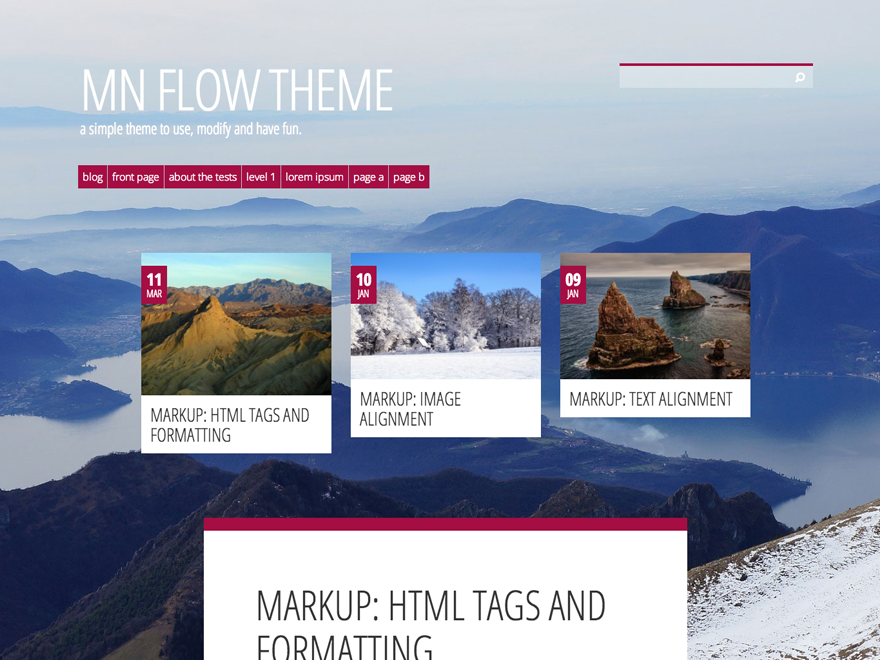 MN FLOW THEME
a simple theme to use, modify and have fun.
blog front page about the tests level 1 lorem ipsum page a page b
11
MAR
MARKUP: HTML TAGS AND
FORMATTING
10
JAN
MARKUP: IMAGE
ALIGNMENT
09
JAN
MARKUP: TEXT ALIGNMENT
MARKUP: HTML TAGS AND
FORMATTING